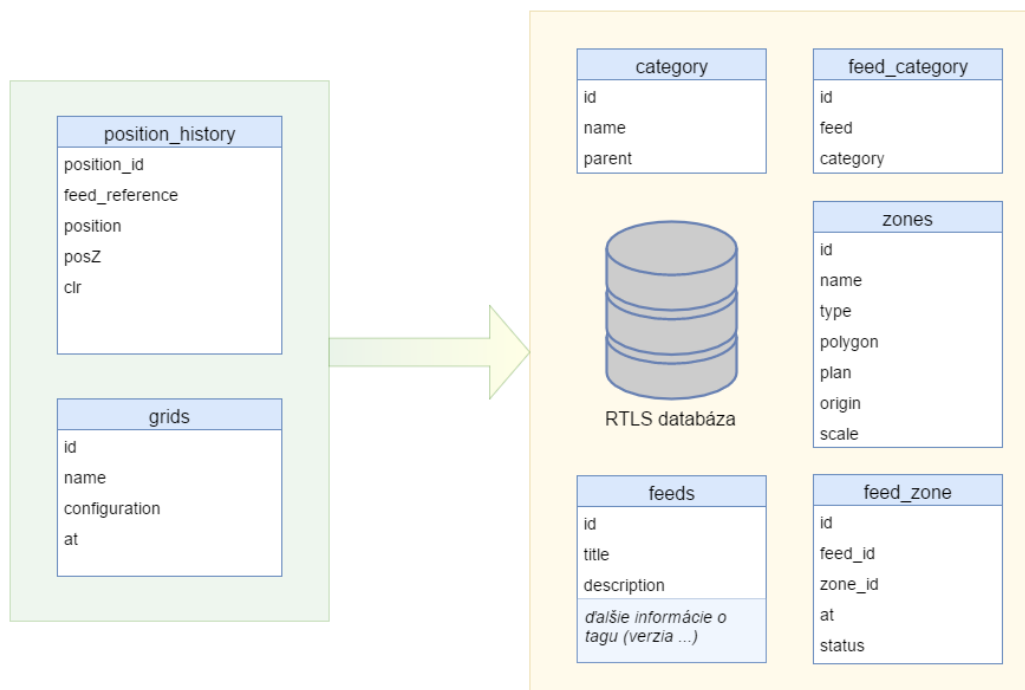 position_history
position_id
feed_reference
position
posZ
clr
grids
id
name
configuration
at
category
id
name
parent
feed_category
id
feed
category
RTLS databáza
zones
id
name
type
polygon
plan
origin
scale
feeds
id
title
description
ďalšie informácie o
tagu (verzia ...)
feed_zone
id
feed_id
zone_id
at
status